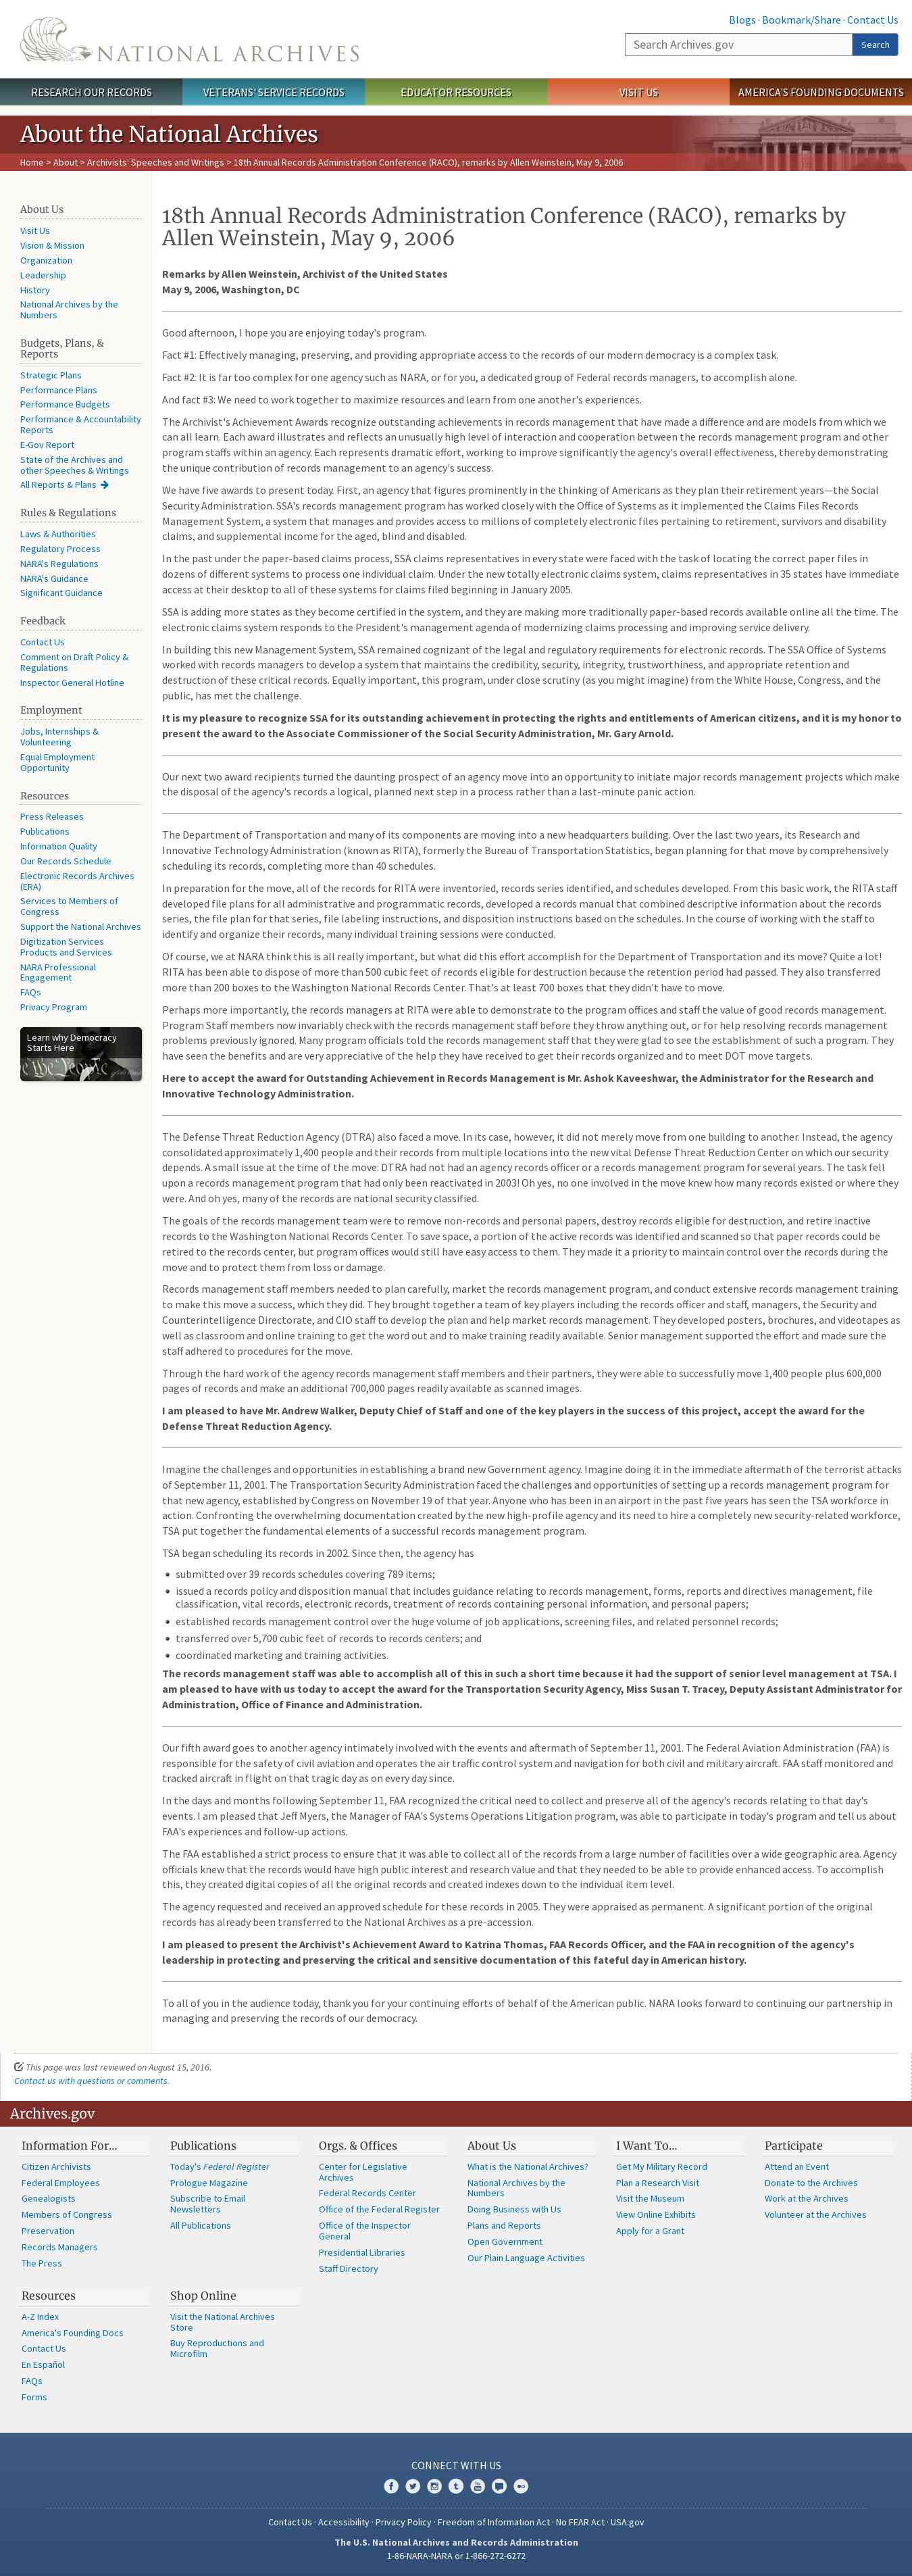 Blogs · Bookmark/Share · Contact Us
NATIONAL ARCHIVES
Search Archives.gov
Search
RESEARCH OUR RECORDS
VETERANS' SERVICE RECORDS
EDUCATOR RESOURCES
VISIT US
AMERICA'S FOUNDING DOCUMENTS
About the National Archives
Home > About > Archivists' Speeches and Writings > 18th Annual Records Administration Conference (RACO), remarks by Allen Weinstein, May 9, 2006
About Us
Visit Us
Vision & Mission
Organization
Leadership
History
National Archives by the
Numbers
Budgets, Plans, &
Reports
Strategic Plans
Performance Plans
Performance Budgets
Performance & Accountability
Reports
E-Gov Report
State of the Archives and
other Speeches & Writings
All Reports & Plans
Rules & Regulations
Laws & Authorities
Regulatory Process
NARA's Regulations
NARA's Guidance
Significant Guidance
Feedback
Contact Us
Comment on Draft Policy &
Regulations
Inspector General Hotline
Employment
Jobs, Internships &
Volunteering
Equal Employment
Opportunity
Resources
Press Releases
Publications
Information Quality
Our Records Schedule
Electronic Records Archives
(ERA)
Services to Members of
Congress
Support the National Archives
Digitization Services
Products and Services
NARA Professional
Engagement
FAQs
Privacy Program
Learn why Democracy
Starts Here
18th Annual Records Administration Conference (RACO), remarks by
Allen Weinstein, May 9, 2006
Remarks by Allen Weinstein, Archivist of the United States
May 9, 2006, Washington, DC
Good afternoon, I hope you are enjoying today's program.
Fact #1: Effectively managing, preserving, and providing appropriate access to the records of our modern democracy is a complex task.
Fact #2: It is far too complex for one agency such as NARA, or for you, a dedicated group of Federal records managers, to accomplish alone.
And fact #3: We need to work together to maximize resources and learn from one another's experiences.
The Archivist's Achievement Awards recognize outstanding achievements in records management that have made a difference and are models from which we
can all learn. Each award illustrates and reflects an unusually high level of interaction and cooperation between the records management program and other
program staffs within an agency. Each represents dramatic effort, working to improve significantly the agency's overall effectiveness, thereby demonstrating
the unique contribution of records management to an agency's success.
We have five awards to present today. First, an agency that figures prominently in the thinking of Americans as they plan their retirement years—the Social
Security Administration. SSA's records management program has worked closely with the Office of Systems as it implemented the Claims Files Records
Management System, a system that manages and provides access to millions of completely electronic files pertaining to retirement, survivors and disability
claims, and supplemental income for the aged, blind and disabled.
In the past under the paper-based claims process, SSA claims representatives in every state were faced with the task of locating the correct paper files in
dozens of different systems to process one individual claim. Under the new totally electronic claims system, claims representatives in 35 states have immediate
access at their desktop to all of these systems for claims filed beginning in January 2005.
SSA is adding more states as they become certified in the system, and they are making more traditionally paper-based records available online all the time. The
claims electronic system responds to the President's management agenda of modernizing claims processing and improving service delivery.
In building this new Management System, SSA remained cognizant of the legal and regulatory requirements for electronic records. The SSA Office of Systems
worked with records managers to develop a system that maintains the credibility, security, integrity, trustworthiness, and appropriate retention and
destruction of these critical records. Equally important, this program, under close scrutiny (as you might imagine) from the White House, Congress, and the
public, has met the challenge.
It is my pleasure to recognize SSA for its outstanding achievement in protecting the rights and entitlements of American citizens, and it is my honor to
present the award to the Associate Commissioner of the Social Security Administration, Mr. Gary Arnold.
Our next two award recipients turned the daunting prospect of an agency move into an opportunity to initiate major records management projects which make
the disposal of the agency's records a logical, planned next step in a process rather than a last-minute panic action.
The Department of Transportation and many of its components are moving into a new headquarters building. Over the last two years, its Research and
Innovative Technology Administration (known as RITA), formerly the Bureau of Transportation Statistics, began planning for that move by comprehensively
scheduling its records, completing more than 40 schedules.
In preparation for the move, all of the records for RITA were inventoried, records series identified, and schedules developed. From this basic work, the RITA staff
developed file plans for all administrative and programmatic records, developed a records manual that combined descriptive information about the records
series, the file plan for that series, file labeling instructions, and disposition instructions based on the schedules. In the course of working with the staff to
identify and organize their records, many individual training sessions were conducted.
Of course, we at NARA think this is all really important, but what did this effort accomplish for the Department of Transportation and its move? Quite a lot!
RITA has been able to dispose of more than 500 cubic feet of records eligible for destruction because the retention period had passed. They also transferred
more than 200 boxes to the Washington National Records Center. That's at least 700 boxes that they didn't have to move.
Perhaps more importantly, the records managers at RITA were able to demonstrate to the program offices and staff the value of good records management.
Program Staff members now invariably check with the records management staff before they throw anything out, or for help resolving records management
problems previously ignored. Many program officials told the records management staff that they were glad to see the establishment of such a program. They
have seen the benefits and are very appreciative of the help they have received to get their records organized and to meet DOT move targets.
Here to accept the award for Outstanding Achievement in Records Management is Mr. Ashok Kaveeshwar, the Administrator for the Research and
Innovative Technology Administration.
The Defense Threat Reduction Agency (DTRA) also faced a move. In its case, however, it did not merely move from one building to another. Instead, the agency
consolidated approximately 1,400 people and their records from multiple locations into the new vital Defense Threat Reduction Center on which our security
depends. A small issue at the time of the move: DTRA had not had an agency records officer or a records management program for several years. The task fell
upon the records management program that had only been reactivated in 2003! Oh yes, no one involved in the move knew how many records existed or where they
were. And oh yes, many of the records are national security classified.
The goals of the records management team were to remove non-records and personal papers, destroy records eligible for destruction, and retire inactive
records to the Washington National Records Center. To save space, a portion of the active records was identified and scanned so that paper records could be
retired to the records center, but program offices would still have easy access to them. They made it a priority to maintain control over the records during the
move and to protect them from loss or damage.
Records management staff members needed to plan carefully, market the records management program, and conduct extensive records management training
to make this move a success, which they did. They brought together a team of key players including the records officer and staff, managers, the Security and
Counterintelligence Directorate, and CIO staff to develop the plan and help market records management. They developed posters, brochures, and videotapes as
well as classroom and online training to get the word out and to make training readily available. Senior management supported the effort and made sure the
staff adhered to procedures for the move.
Through the hard work of the agency records management staff members and their partners, they were able to successfully move 1,400 people plus 600,000
pages of records and make an additional 700,000 pages readily available as scanned images.
I am pleased to have Mr. Andrew Walker, Deputy Chief of Staff and one of the key players in the success of this project, accept the award for the
Defense Threat Reduction Agency.
Imagine the challenges and opportunities in establishing a brand new Government agency. Imagine doing it in the immediate aftermath of the terrorist attacks
of September 11, 2001. The Transportation Security Administration faced the challenges and opportunities of setting up a records management program for
that new agency, established by Congress on November 19 of that year. Anyone who has been in an airport in the past five years has seen the TSA workforce in
action. Confronting the overwhelming documentation created by the new high-profile agency and its need to hire a completely new security-related workforce,
TSA put together the fundamental elements of a successful records management program.
TSA began scheduling its records in 2002. Since then, the agency has
• submitted over 39 records schedules covering 789 items;
• issued a records policy and disposition manual that includes guidance relating to records management, forms, reports and directives management, file
classification, vital records, electronic records, treatment of records containing personal information, and personal papers;
• established records management control over the huge volume of job applications, screening files, and related personnel records;
• transferred over 5,700 cubic feet of records to records centers; and
• coordinated marketing and training activities.
The records management staff was able to accomplish all of this in such a short time because it had the support of senior level management at TSA. I
am pleased to have with us today to accept the award for the Transportation Security Agency, Miss Susan T. Tracey, Deputy Assistant Administrator for
Administration, Office of Finance and Administration.
Our fifth award goes to another agency intimately involved with the events and aftermath of September 11, 2001. The Federal Aviation Administration (FAA) is
responsible for the safety of civil aviation and operates the air traffic control system and navigation system for both civil and military aircraft. FAA staff monitored and
tracked aircraft in flight on that tragic day as on every day since.
In the days and months following September 11, FAA recognized the critical need to collect and preserve all of the agency's records relating to that day's
events. I am pleased that Jeff Myers, the Manager of FAA's Systems Operations Litigation program, was able to participate in today's program and tell us about
FAA's experiences and follow-up actions.
The FAA established a strict process to ensure that it was able to collect all of the records from a large number of facilities over a wide geographic area. Agency
officials knew that the records would have high public interest and research value and that they needed to be able to provide enhanced access. To accomplish
this, they created digital copies of all the original records and created indexes down to the individual item level.
The agency requested and received an approved schedule for these records in 2005. They were appraised as permanent. A significant portion of the original
records has already been transferred to the National Archives as a pre-accession.
I am pleased to present the Archivist's Achievement Award to Katrina Thomas, FAA Records Officer, and the FAA in recognition of the agency's
leadership in protecting and preserving the critical and sensitive documentation of this fateful day in American history.
To all of you in the audience today, thank you for your continuing efforts of behalf of the American public. NARA looks forward to continuing our partnership in
managing and preserving the records of our democracy.
This page was last reviewed on August 15, 2016.
Contact us with questions or comments.
Archives.gov
Information For…
Citizen Archivists
Federal Employees
Genealogists
Members of Congress
Preservation
Records Managers
The Press
Publications
Today's Federal Register
Prologue Magazine
Subscribe to Email
Newsletters
All Publications
Orgs. & Offices
Center for Legislative
Archives
Federal Records Center
Office of the Federal Register
Office of the Inspector
General
Presidential Libraries
Staff Directory
About Us
What is the National Archives?
National Archives by the
Numbers
Doing Business with Us
Plans and Reports
Open Government
Our Plain Language Activities
I Want To…
Get My Military Record
Plan a Research Visit
Visit the Museum
View Online Exhibits
Apply for a Grant
Participate
Attend an Event
Donate to the Archives
Work at the Archives
Volunteer at the Archives
Resources
A-Z Index
America's Founding Docs
Contact Us
En Español
FAQs
Forms
Shop Online
Visit the National Archives
Store
Buy Reproductions and
Microfilm
CONNECT WITH US
Contact Us · Accessibility · Privacy Policy · Freedom of Information Act · No FEAR Act · USA.gov
The U.S. National Archives and Records Administration
1-86-NARA-NARA or 1-866-272-6272